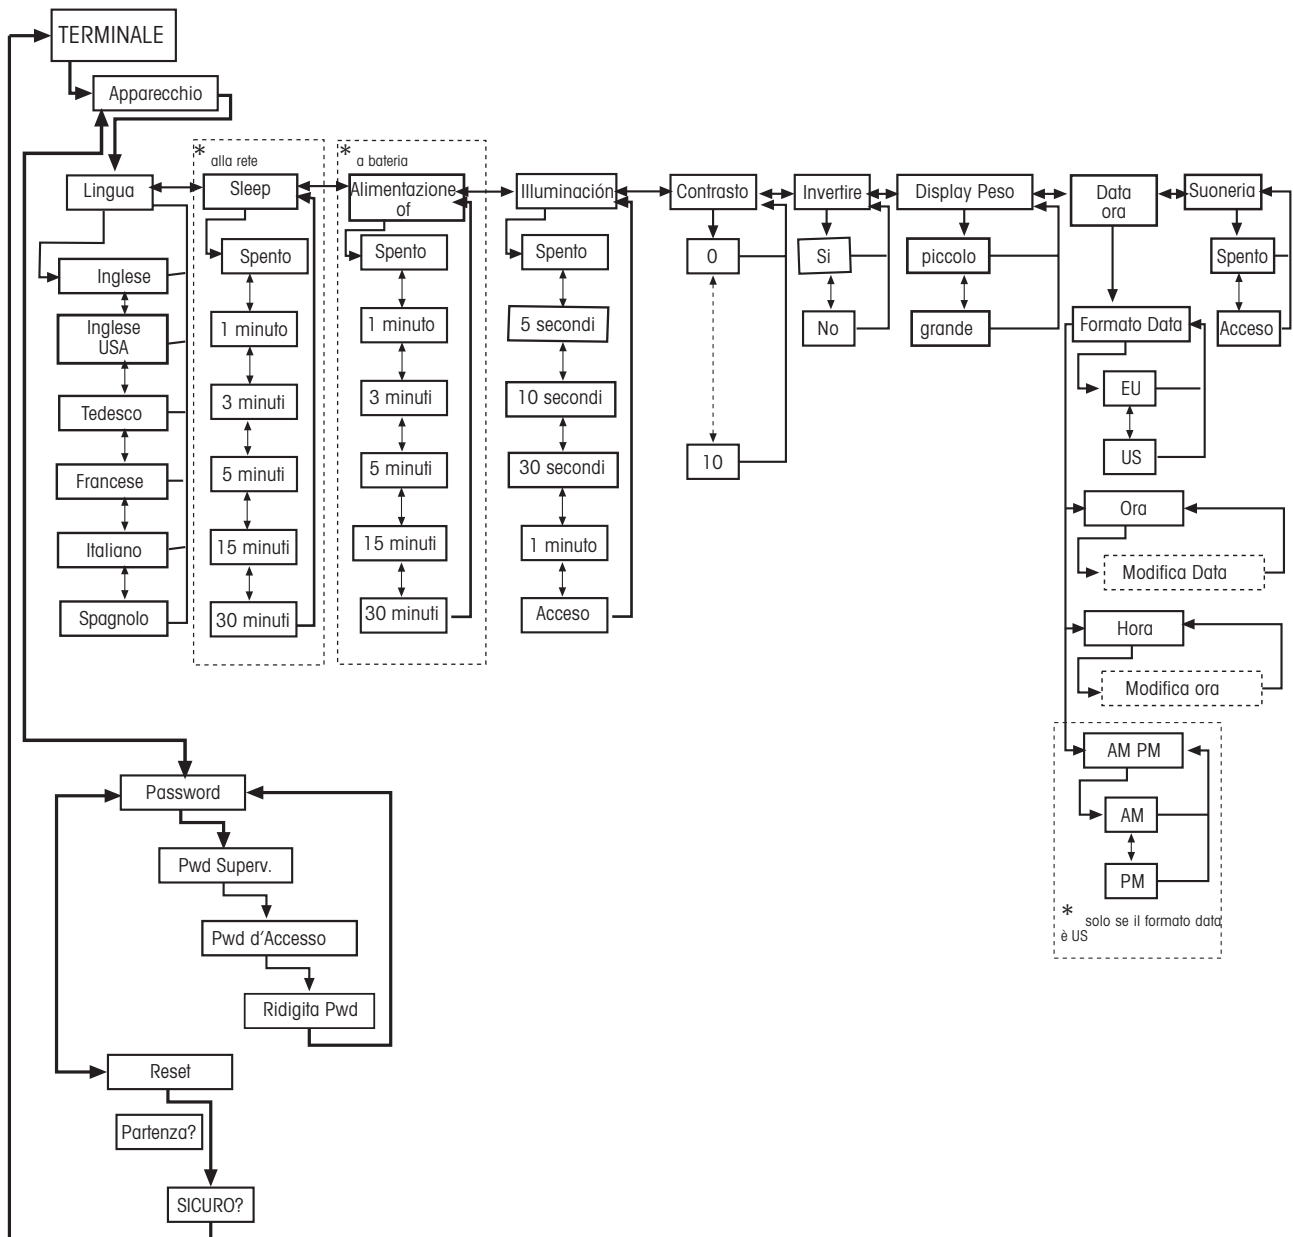 TERMINALE
Apparecchio
* alla rete
* a bateria
Lingua
Sleep
Alimentazione
of
Illuminación
Contrasto
Invertire
Display Peso
Data
ora
Suoneria
Inglese
Inglese
USA
Tedesco
Francese
Italiano
Spagnolo
Spento
1 minuto
3 minuti
5 minuti
15 minuti
30 minuti
Spento
1 minuto
3 minuti
5 minuti
15 minuti
30 minuti
Spento
5 secondi
10 secondi
30 secondi
1 minuto
Acceso
0
10
Si
No
piccolo
grande
Formato Data
EU
US
Ora
Modifica Data
Hora
Modifica ora
AM PM
AM
PM
* solo se il formato data
è US
Spento
Acceso
Password
Pwd Superv.
Pwd d'Accesso
Ridigita Pwd
Reset
Partenza?
SICURO?